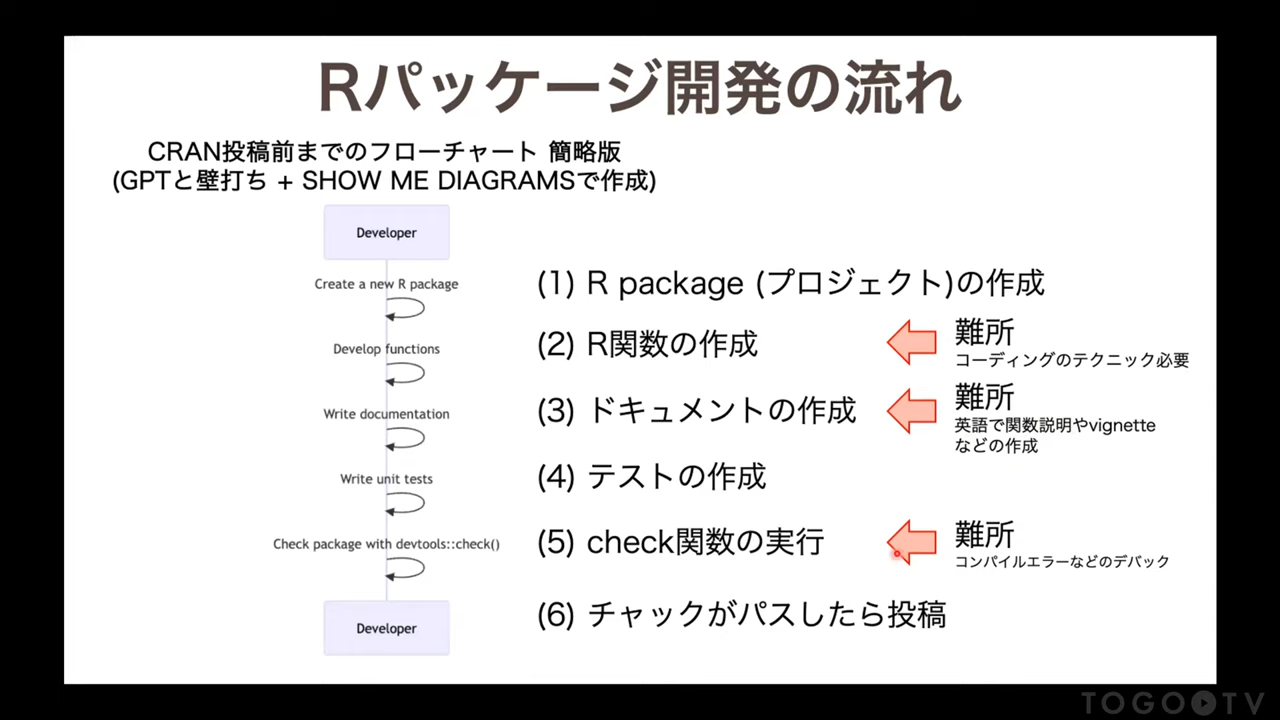 Rパッケージ開発の流れ
CRAN投稿前までのフローチャート 簡略版
(GPTと壁打ち + SHOW ME DIAGRAMSで作成)
Developer
Create a new R package
Develop functions
Write documentation
Write unit tests
Check package with devtools::check()
Developer
(1) R package (プロジェクト)の作成
(2) R関数の作成
難所
コーディングのテクニック必要
(3) ドキュメントの作成
難所
英語で関数説明やvignette
などの作成
(4) テストの作成
(5) check関数の実行
難所
コンパイルエラーなどのデバック
(6) チャックがパスしたら投稿
TOGO TV